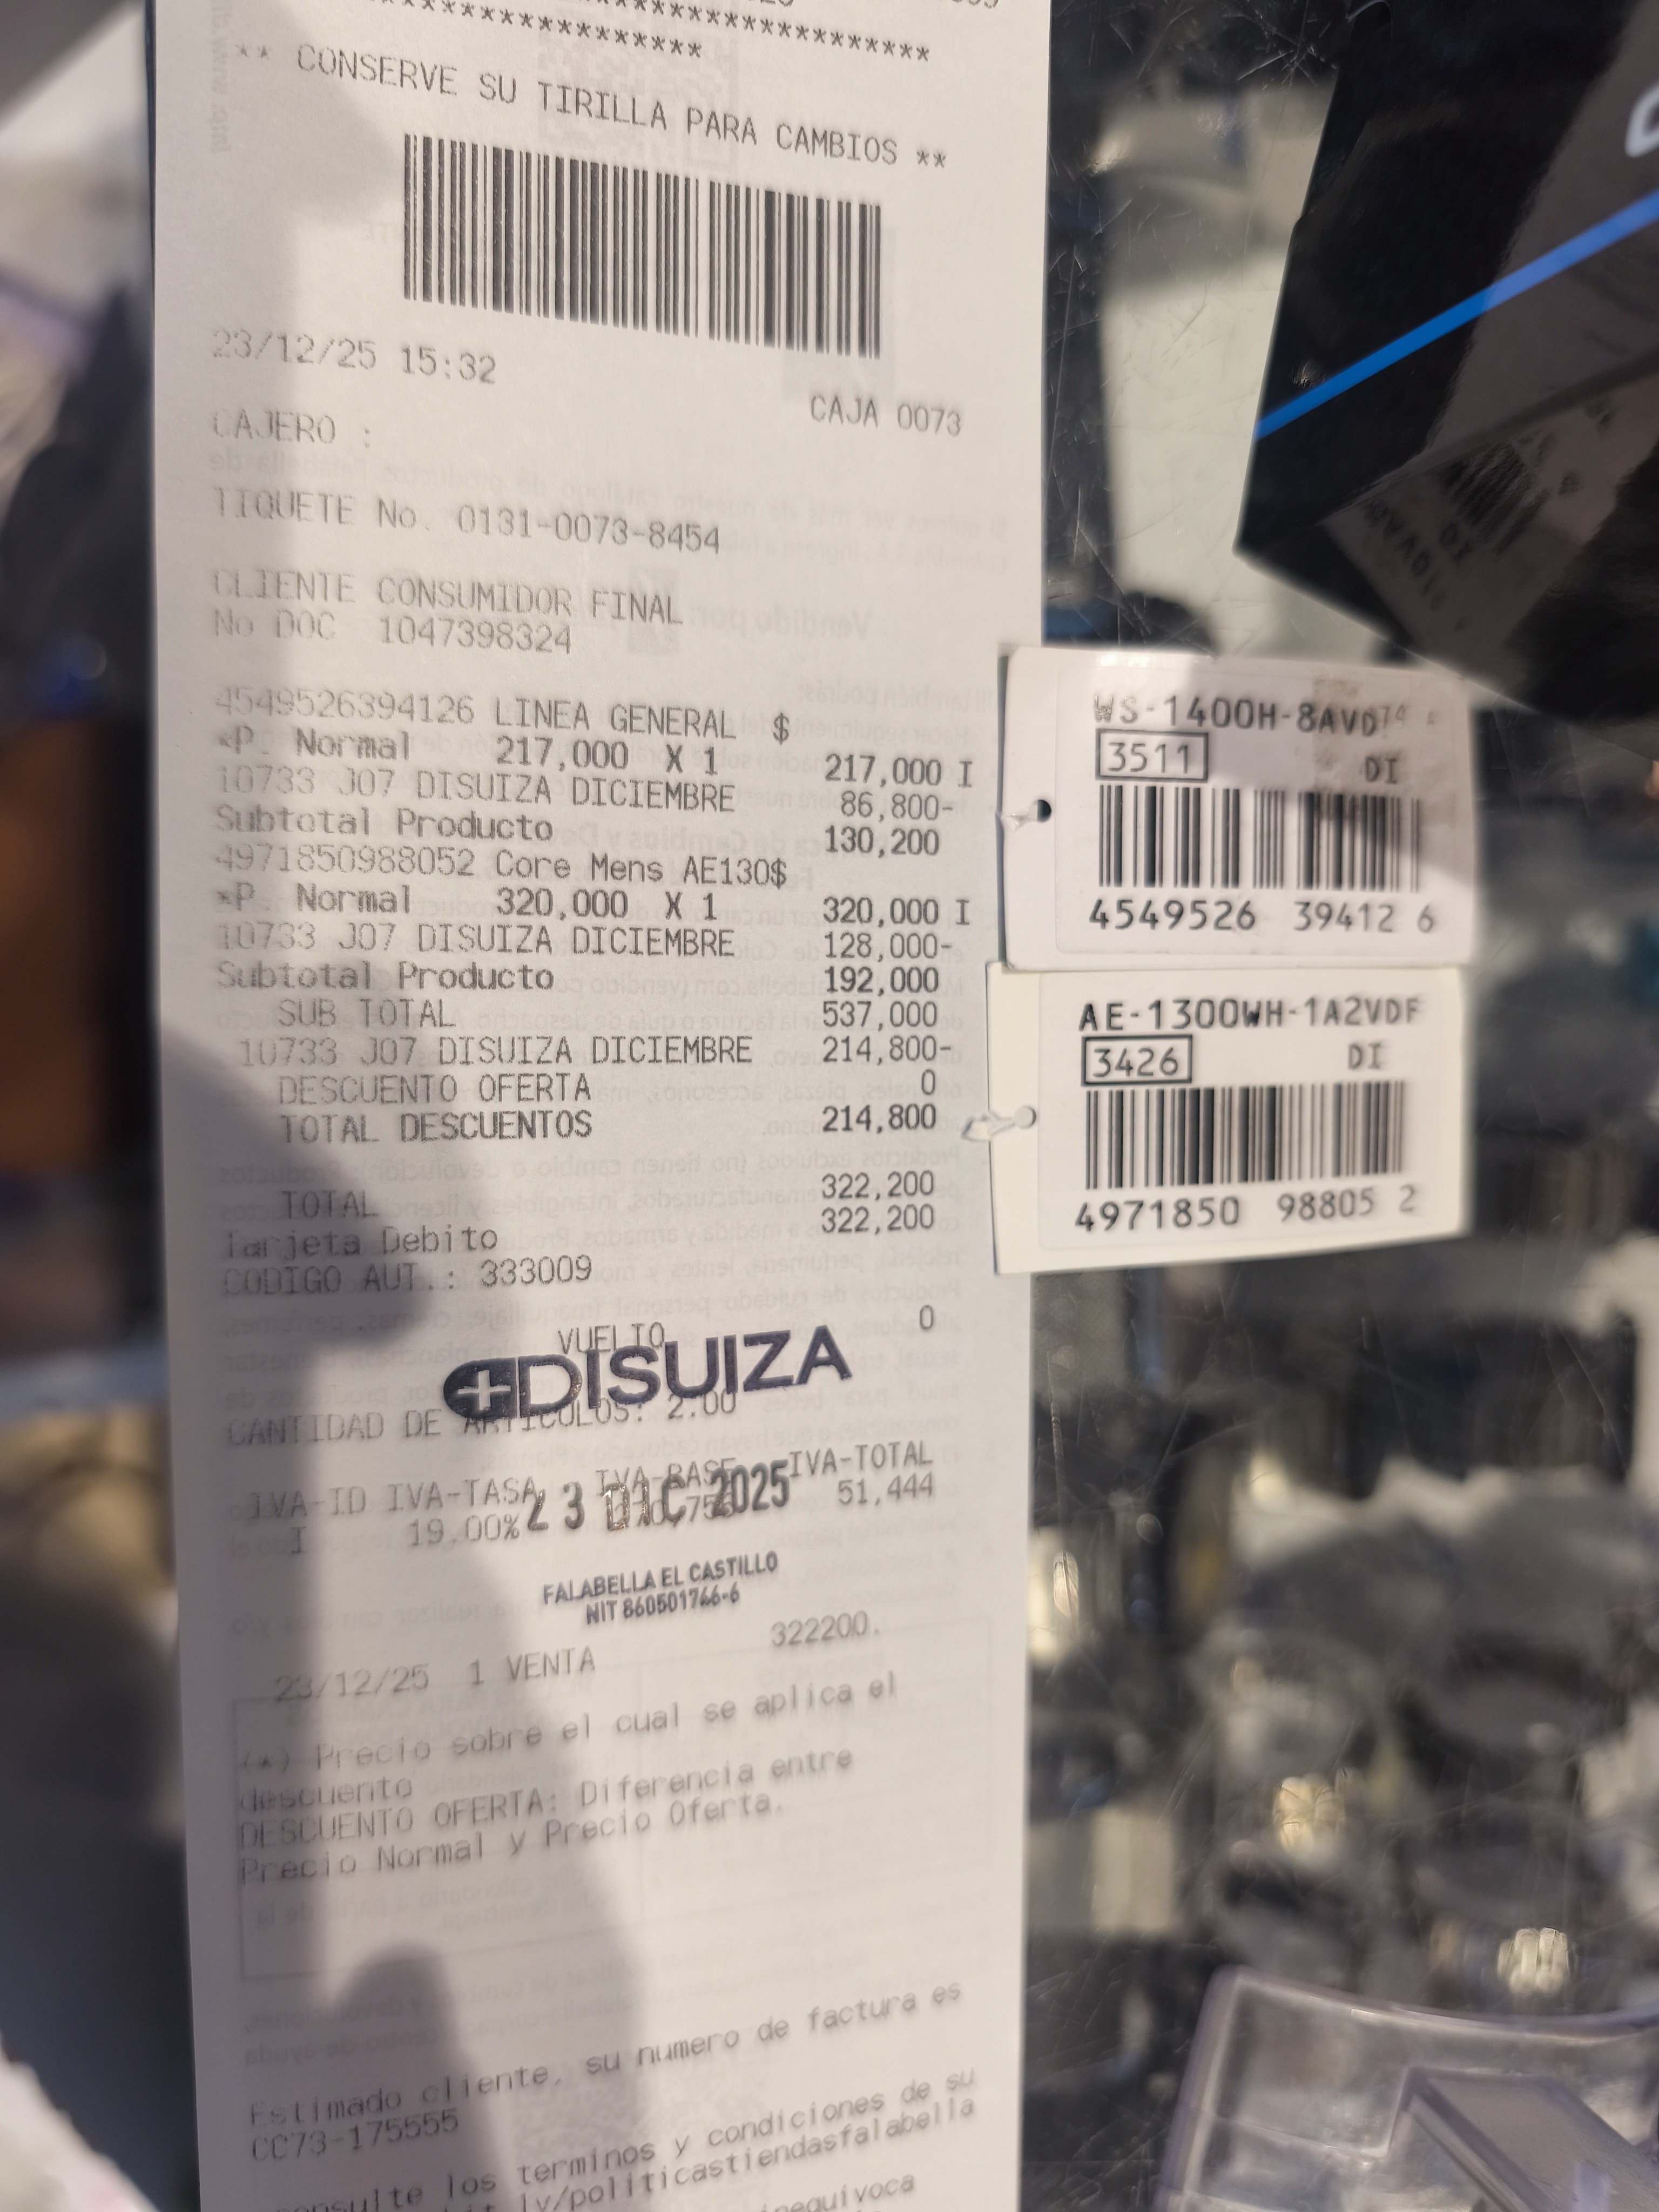 ** CONSERVE SU TIRILLA PARA CAMBIOS **
23/12/25 15:32
CAJA 0073
CAJERO :
TIQUETE No. 0131-0073-8454
CLIENTE CONSUMIDOR FINAL
No DOC 1047398324
4549526394126 LINEA GENERAL $
*P. Normal 217,000 X 1 217,000 I
10733 J07 DISUIZA DICIEMBRE 86,800-
Subtotal Producto 130,200
4971850988052 Core Mens AE130$
*P. Normal 320,000 X 1 320,000 I
10733 J07 DISUIZA DICIEMBRE 128,000-
Subtotal Producto 192,000
SUB TOTAL 537,000
10733 J07 DISUIZA DICIEMBRE 214,800-
DESCUENTO OFERTA 0
TOTAL DESCUENTOS 214,800
TOTAL 322,200
Tarjeta Debito 322,200
CODIGO AUT.: 333009
VUELTO 0
DISUIZA
CANTIDAD DE ARTICULOS: 2.00
IVA-ID IVA-TASA IVA-BASE IVA-TOTAL
I 19.00% 51,444
23 DIC 2025
FALABELLA EL CASTILLO
NIT 860501766-6
23/12/25 1 VENTA 322200.
(*) Precio sobre el cual se aplica el
descuento
DESCUENTO OFERTA: Diferencia entre
Precio Normal y Precio Oferta.
Estimado cliente, su numero de factura es
CC73-175555
los terminos y condiciones de su
ly/politicastiendasfalabella
inequivoca
WS-1400H-8AVD
3511 DI
4549526 39412 6
AE-1300WH-1A2VDF
3426 DI
4971850 98805 2